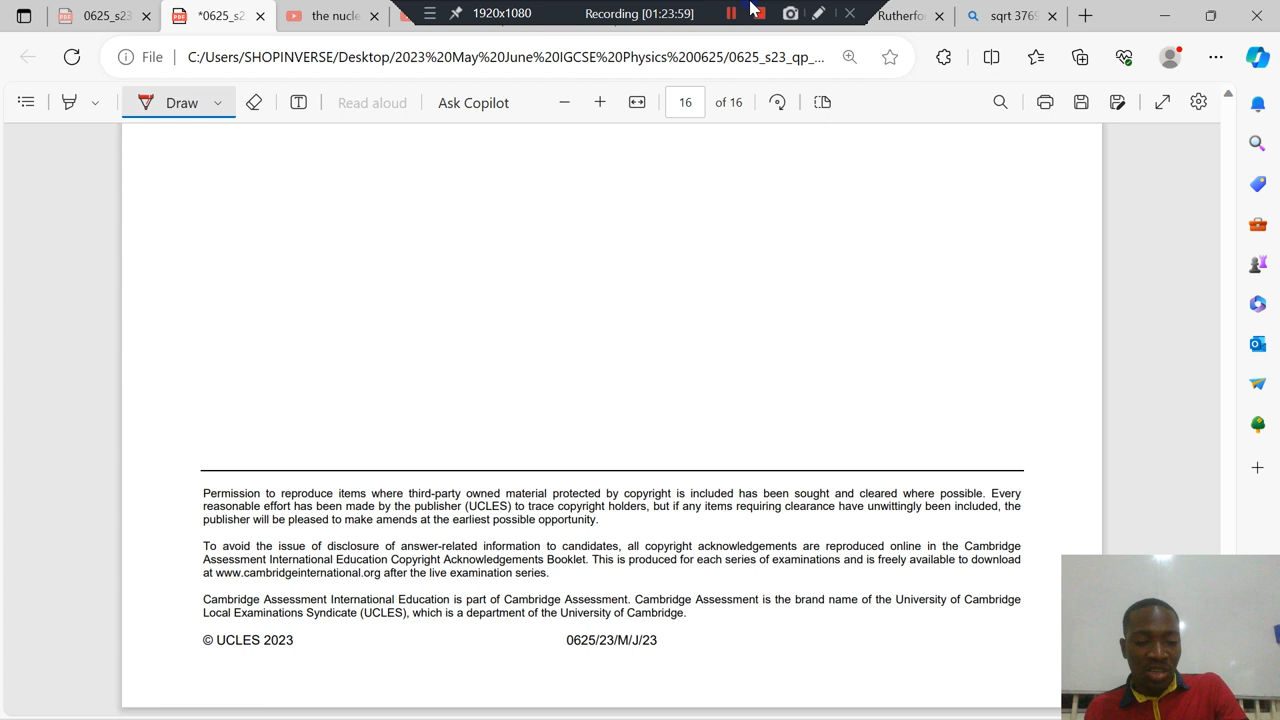 0625_s23
*0625_s2
the nucle
1920x1080
Recording [01:23:59]
Rutherfor
sqrt 376
File
C:/Users/SHOPINVERSE/Desktop/2023%20May%20June%20IGCSE%20Physics%200625/0625_s23_qp_...
Draw
Read aloud
Ask Copilot
16
of 16
Permission to reproduce items where third-party owned material protected by copyright is included has been sought and cleared where possible. Every
reasonable effort has been made by the publisher (UCLES) to trace copyright holders, but if any items requiring clearance have unwittingly been included, the
publisher will be pleased to make amends at the earliest possible opportunity.
To avoid the issue of disclosure of answer-related information to candidates, all copyright acknowledgements are reproduced online in the Cambridge
Assessment International Education Copyright Acknowledgements Booklet. This is produced for each series of examinations and is freely available to download
at www.cambridgeinternational.org after the live examination series.
Cambridge Assessment International Education is part of Cambridge Assessment. Cambridge Assessment is the brand name of the University of Cambridge
Local Examinations Syndicate (UCLES), which is a department of the University of Cambridge.
© UCLES 2023
0625/23/M/J/23